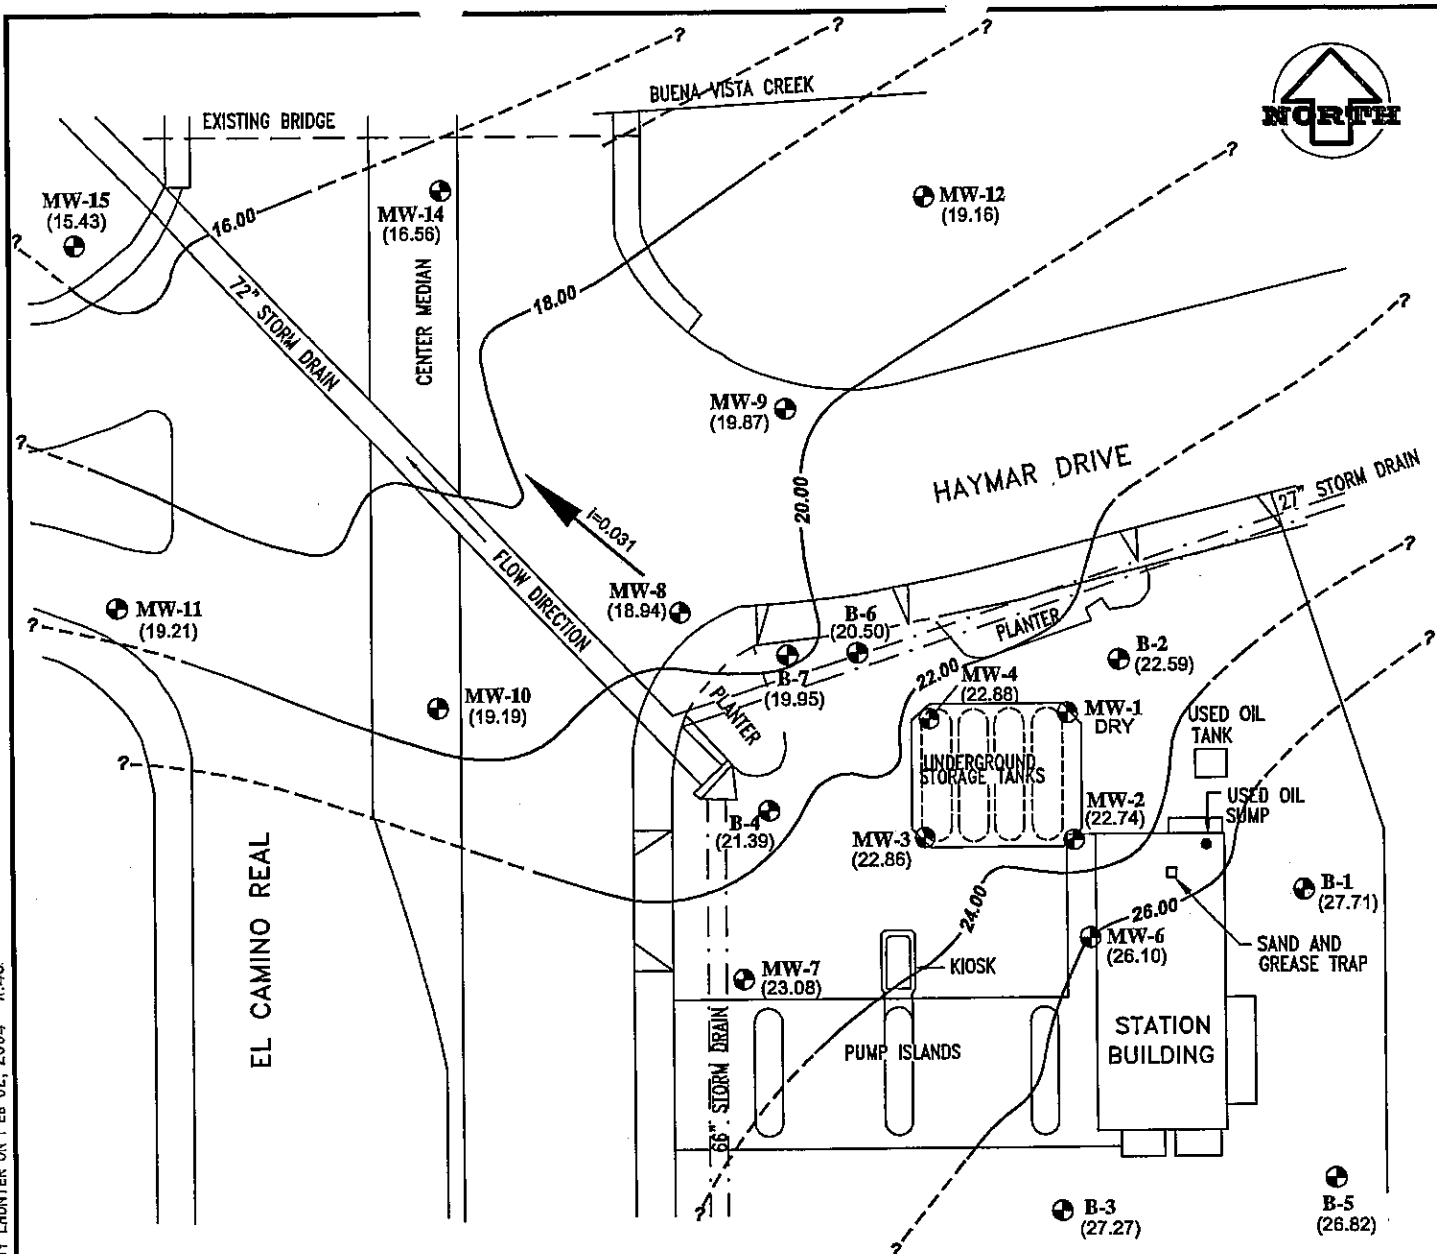 ?
?
?
NORTH
BUENA VISTA CREEK
EXISTING BRIDGE
?
MW-15
(15.43)
MW-14
(16.56)
MW-12
(19.16)
16.00
?
72" STORM DRAIN
CENTER MEDIAN
18.00
?
MW-9
(19.87)
?
HAYMAR DRIVE
20.00
27" STORM DRAIN
i=0.031
?
FLOW DIRECTION
MW-8
(18.94)
MW-11
(19.21)
?
B-6
(20.50)
PLANTER
?
B-2
(22.59)
22.00
MW-4
(22.88)
B-7
(19.95)
PLANTER
MW-10
(19.19)
MW-1
DRY
USED OIL
TANK
?
UNDERGROUND
STORAGE TANKS
USED OIL
SUMP
MW-2
(22.74)
B-4
(21.39)
MW-3
(22.86)
EL CAMINO REAL
24.00
26.00
B-1
(27.71)
MW-6
(26.10)
SAND AND
GREASE TRAP
MW-7
(23.08)
KIOSK
STATION
BUILDING
PUMP ISLANDS
66" STORM DRAIN
?
B-3
(27.27)
B-5
(26.82)
?
ON FEB 02, 2004